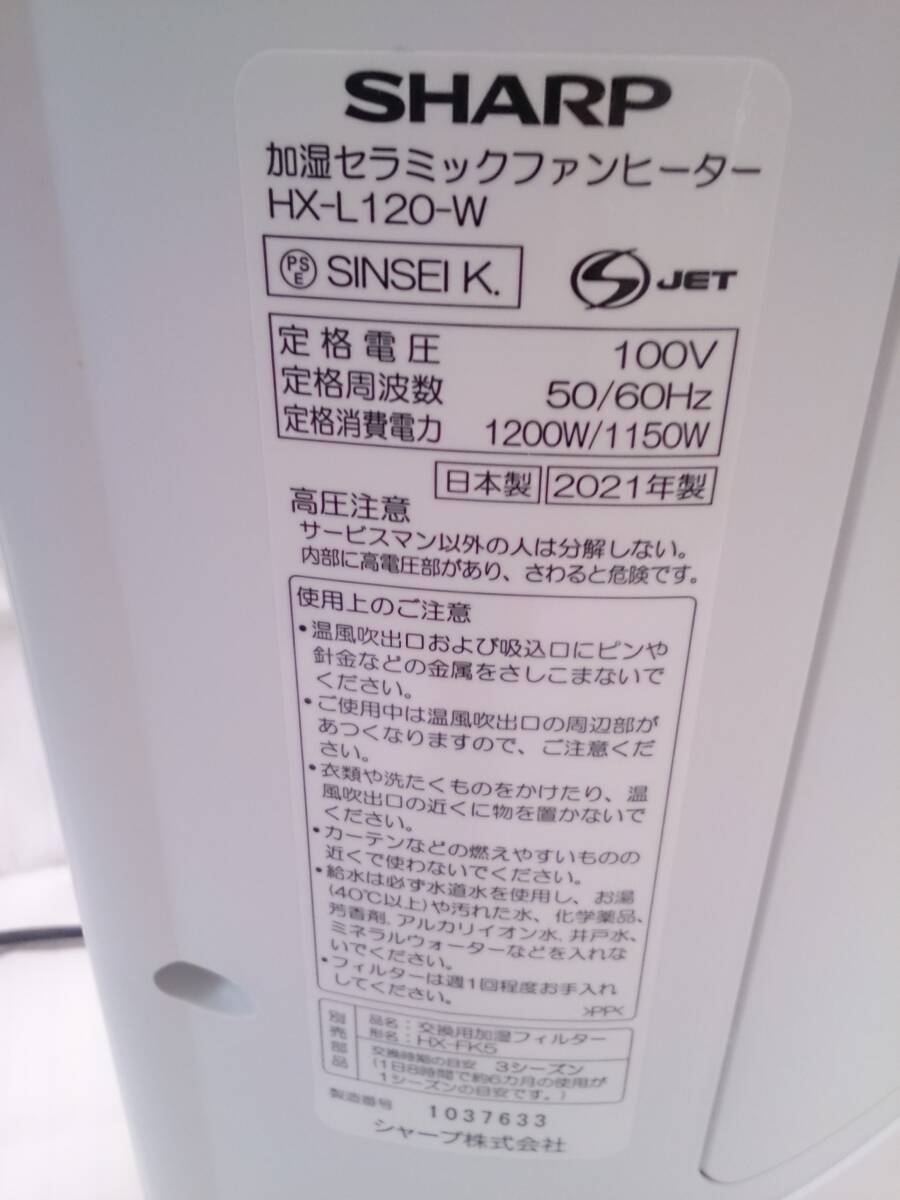 SHARP
加湿セラミックファンヒーター
HX-L120-W
PSE SINSEI K.
S JET
定格電圧 100V
定格周波数 50/60Hz
定格消費電力 1200W/1150W
日本製 2021年製
高圧注意
サービスマン以外の人は分解しない。
内部に高電圧部があり、さわると危険です。
使用上のご注意
•温風吹出口および吸込口にピンや
針金などの金属をさしこまないで
ください。
•ご使用中は温風吹出口の周辺部が
あつくなりますので、ご注意くだ
さい。
•衣類や洗たくものをかけたり、温
風吹出口の近くに物を置かないで
ください。
•カーテンなどの燃えやすいものの
近くで使わないでください。
•給水は必ず水道水を使用し、お湯
(40℃以上)や汚れた水、化学薬品、
芳香剤、アルカリイオン水、井戸水、
ミネラルウォーターなどを入れな
いでください。
•フィルターは週1回程度お手入れ
してください。
>PP<
別売部品
品名：交換用加湿フィルター
形名：HX-FK5
交換時期の目安 3シーズン
(1日8時間で約6カ月の使用が
1シーズンの目安です。)
製造番号 1037633
シャープ株式会社